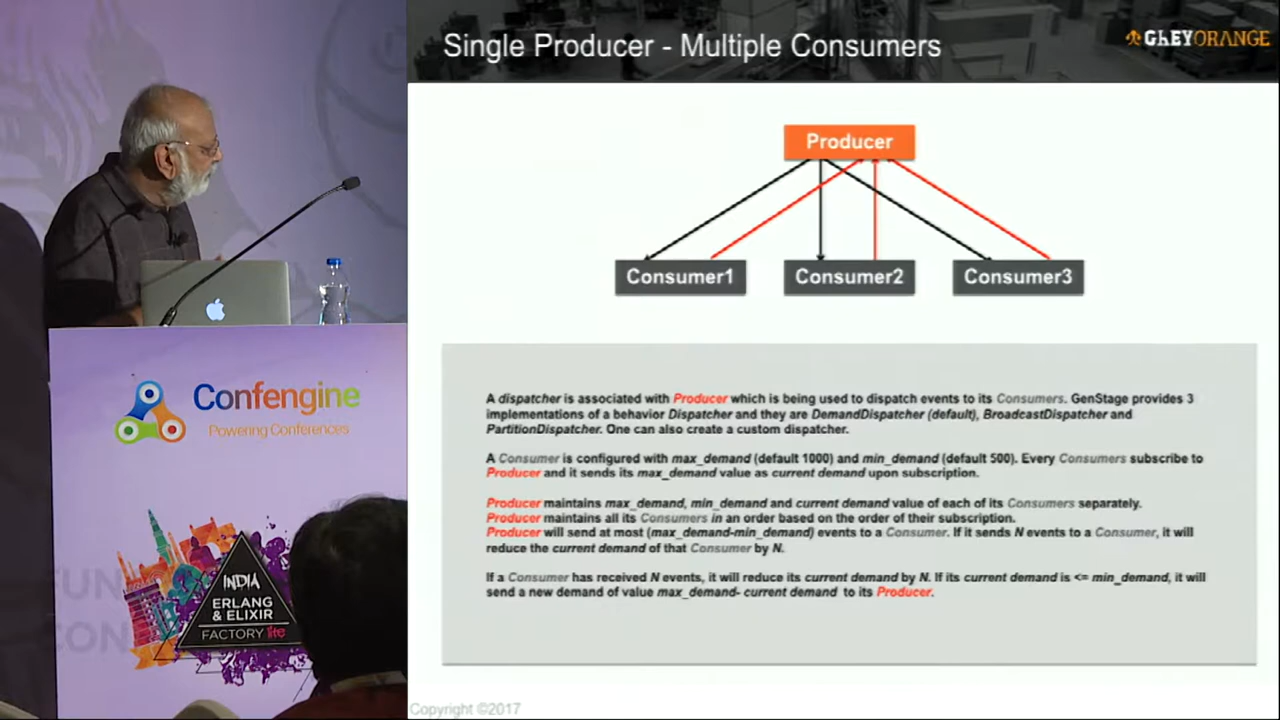 Single Producer - Multiple Consumers
GREYORANGE
Producer
Consumer1
Consumer2
Consumer3
A dispatcher is associated with Producer which is being used to dispatch events to its Consumers. GenStage provides 3
implementations of a behavior Dispatcher and they are DemandDispatcher (default), BroadcastDispatcher and
PartitionDispatcher. One can also create a custom dispatcher.
A Consumer is configured with max_demand (default 1000) and min_demand (default 500). Every Consumers subscribe to
Producer and it sends its max_demand value as current demand upon subscription.
Producer maintains max_demand, min_demand and current demand value of each of its Consumers separately.
Producer maintains all its Consumers in an order based on the order of their subscription.
Producer will send at most (max_demand-min_demand) events to a Consumer. If it sends N events to a Consumer, it will
reduce the current demand of that Consumer by N.
If a Consumer has received N events, it will reduce its current demand by N. If its current demand is <= min_demand, it will
send a new demand of value max_demand- current demand to its Producer.
Copyright ©2017
Confengine
Powering Conferences
INDIA
ERLANG
& ELIXIR
FACTORY lite
FUN
CON